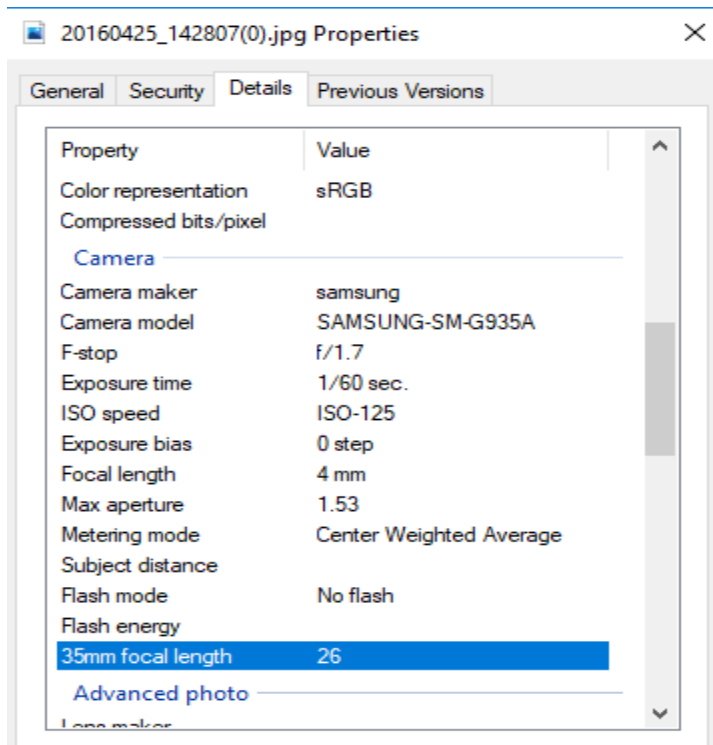 20160425_142807(0).jpg Properties
General Security Details Previous Versions
Property Value
Color representation sRGB
Compressed bits/pixel
Camera
Camera maker samsung
Camera model SAMSUNG-SM-G935A
F-stop f/1.7
Exposure time 1/60 sec.
ISO speed ISO-125
Exposure bias 0 step
Focal length 4 mm
Max aperture 1.53
Metering mode Center Weighted Average
Subject distance
Flash mode No flash
Flash energy
35mm focal length 26
Advanced photo
Lens maker